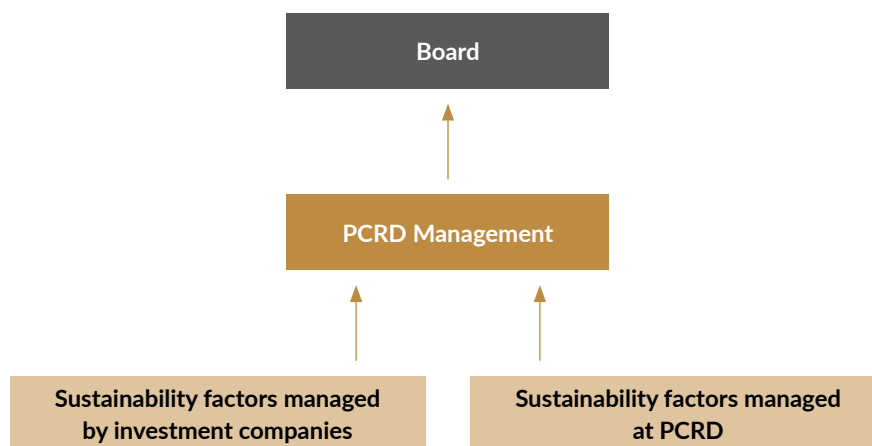 Board
PCRD Management
Sustainability factors managed
by investment companies
Sustainability factors managed
at PCRD